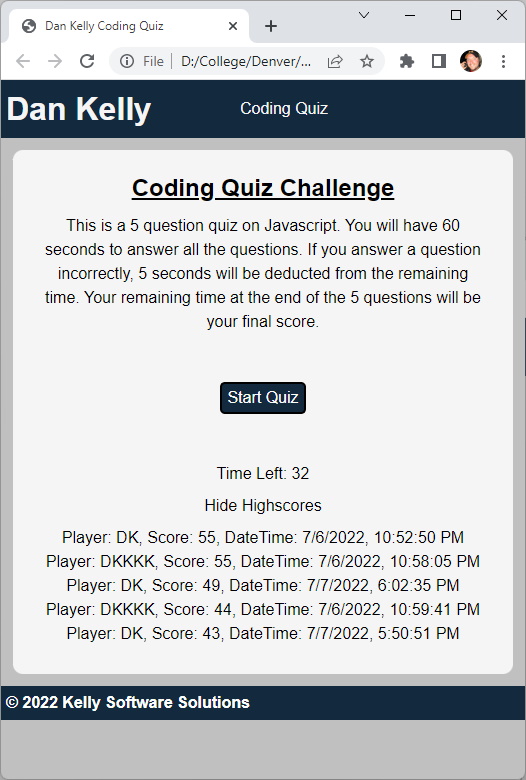 Dan Kelly Coding Quiz
File | D:/College/Denver/...
Dan Kelly
Coding Quiz
Coding Quiz Challenge
This is a 5 question quiz on Javascript. You will have 60
seconds to answer all the questions. If you answer a question
incorrectly, 5 seconds will be deducted from the remaining
time. Your remaining time at the end of the 5 questions will be
your final score.
Start Quiz
Time Left: 32
Hide Highscores
Player: DK, Score: 55, DateTime: 7/6/2022, 10:52:50 PM
Player: DKKKK, Score: 55, DateTime: 7/6/2022, 10:58:05 PM
Player: DK, Score: 49, DateTime: 7/7/2022, 6:02:35 PM
Player: DKKKK, Score: 44, DateTime: 7/6/2022, 10:59:41 PM
Player: DK, Score: 43, DateTime: 7/7/2022, 5:50:51 PM
© 2022 Kelly Software Solutions